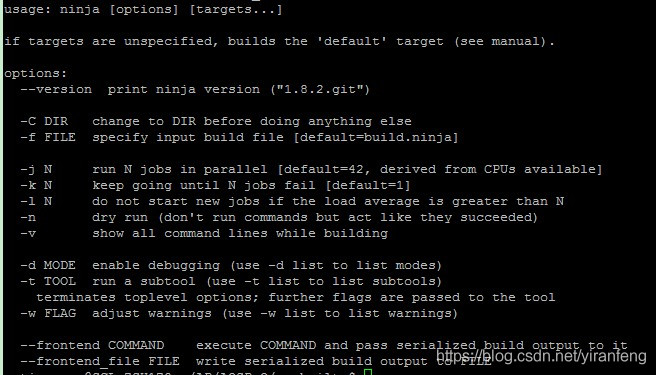 usage: ninja [options] [targets...]
if targets are unspecified, builds the 'default' target (see manual).
options:
--version print ninja version ("1.8.2.git")
-C DIR change to DIR before doing anything else
-f FILE specify input build file [default=build.ninja]
-j N run N jobs in parallel [default=42, derived from CPUs available]
-k N keep going until N jobs fail [default=1]
-l N do not start new jobs if the load average is greater than N
-n dry run (don't run commands but act like they succeeded)
-v show all command lines while building
-d MODE enable debugging (use -d list to list modes)
-t TOOL run a subtool (use -t list to list subtools)
terminates toplevel options; further flags are passed to the tool
-w FLAG adjust warnings (use -w list to list warnings)
--frontend COMMAND execute COMMAND and pass serialized build output to it
--frontend_file FILE write serialized build output to FILE
https://blog.csdn.net/yiranfeng